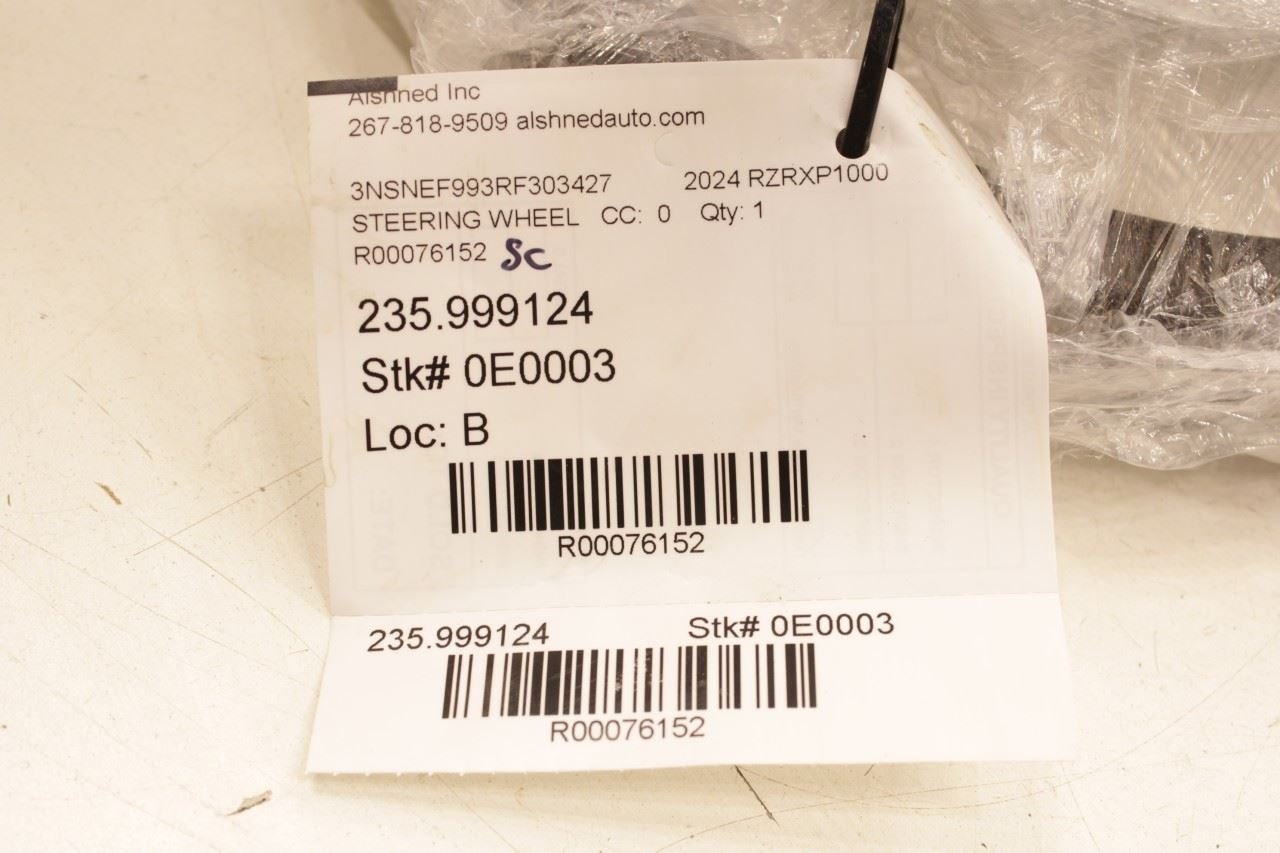 Alshned Inc
267-818-9509 alshnedauto.com
3NSNEF993RF303427 2024 RZRXP1000
STEERING WHEEL CC: 0 Qty: 1
R00076152 SC
235.999124
Stk# 0E0003
Loc: B
R00076152
235.999124 Stk# 0E0003
R00076152